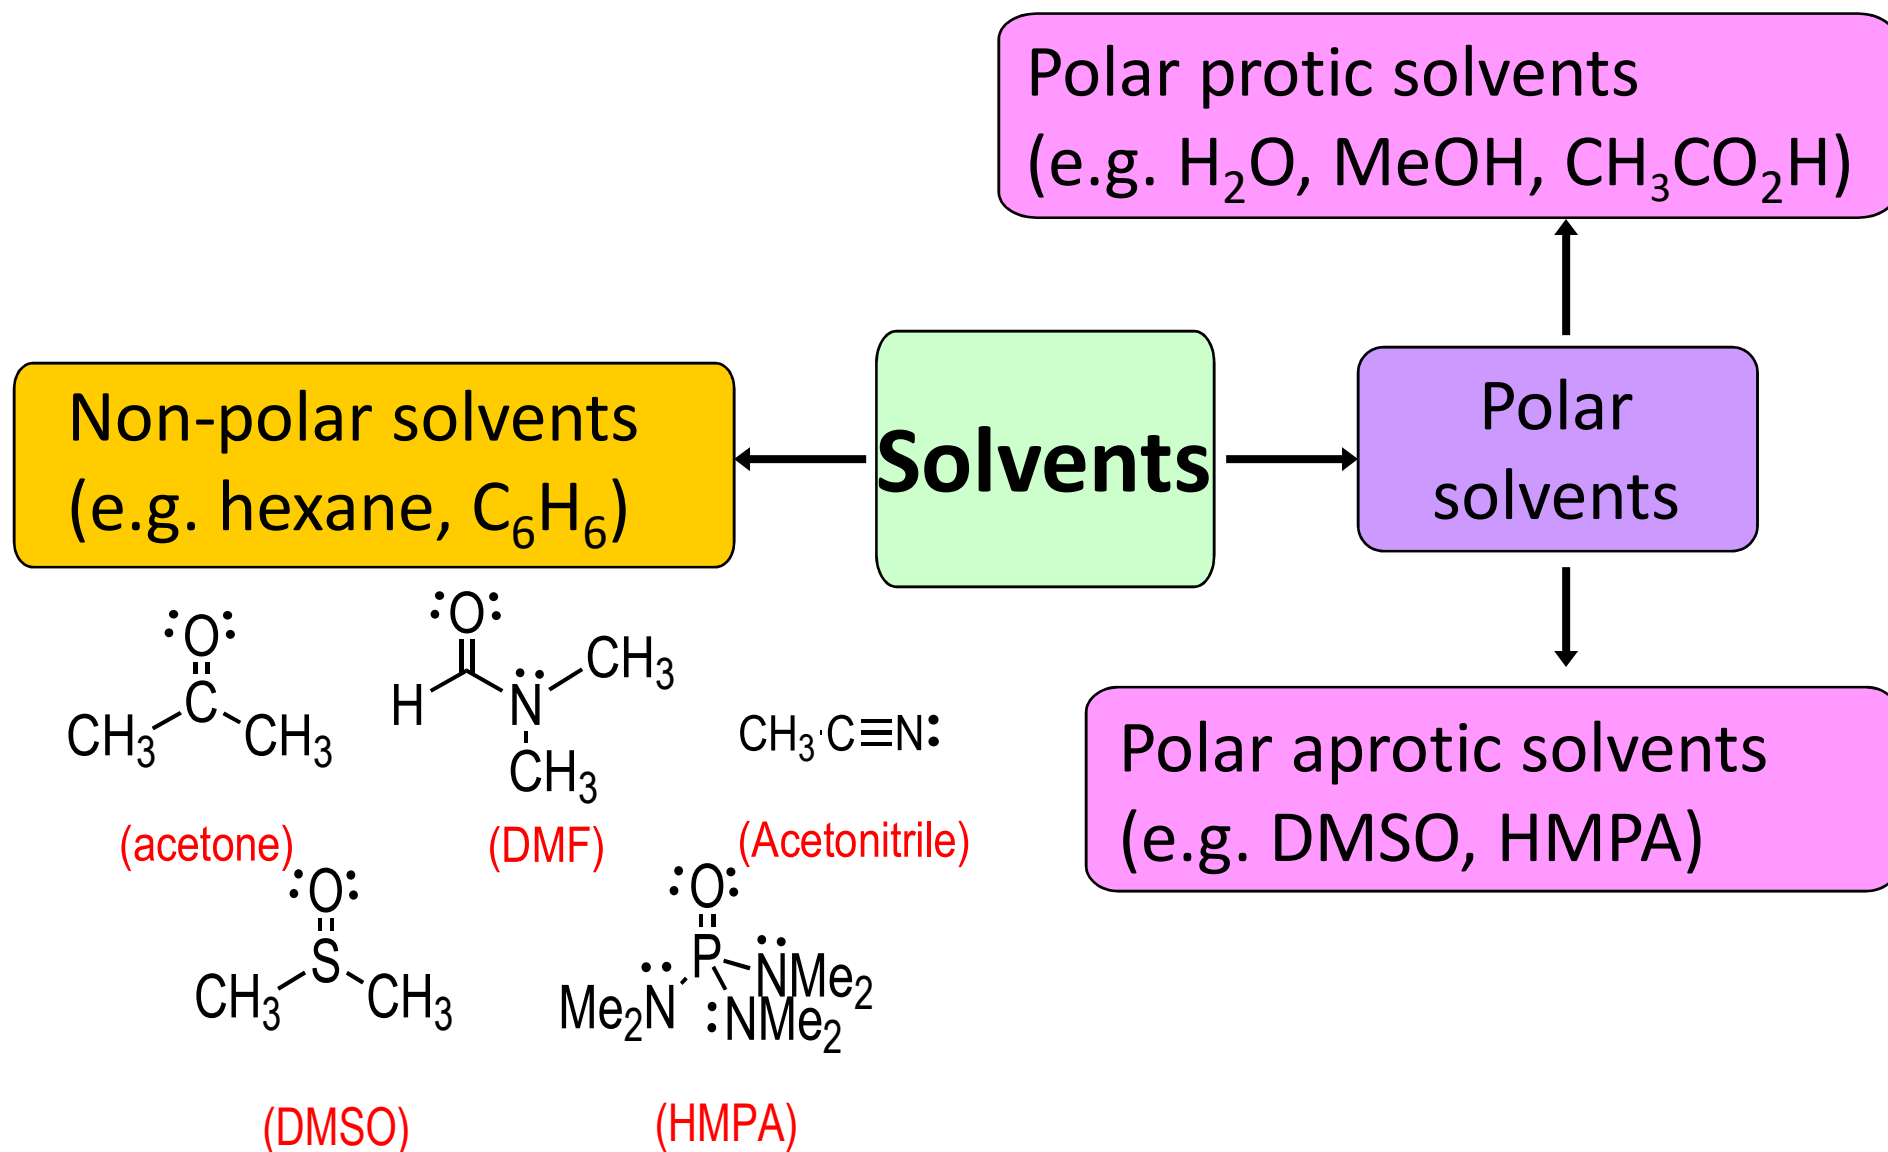 Polar protic solvents
(e.g. H₂O, MeOH, CH₃CO₂H)
Non-polar solvents
(e.g. hexane, C₆H₆)
Solvents
Polar
solvents
Polar aprotic solvents
(e.g. DMSO, HMPA)
O
C
CH₃ CH₃
(acetone)
O
H N CH₃
CH₃
(DMF)
CH₃ C≡N:
(Acetonitrile)
O
S
CH₃ CH₃
(DMSO)
O
P
NMe₂
Me₂N :NMe₂
(HMPA)